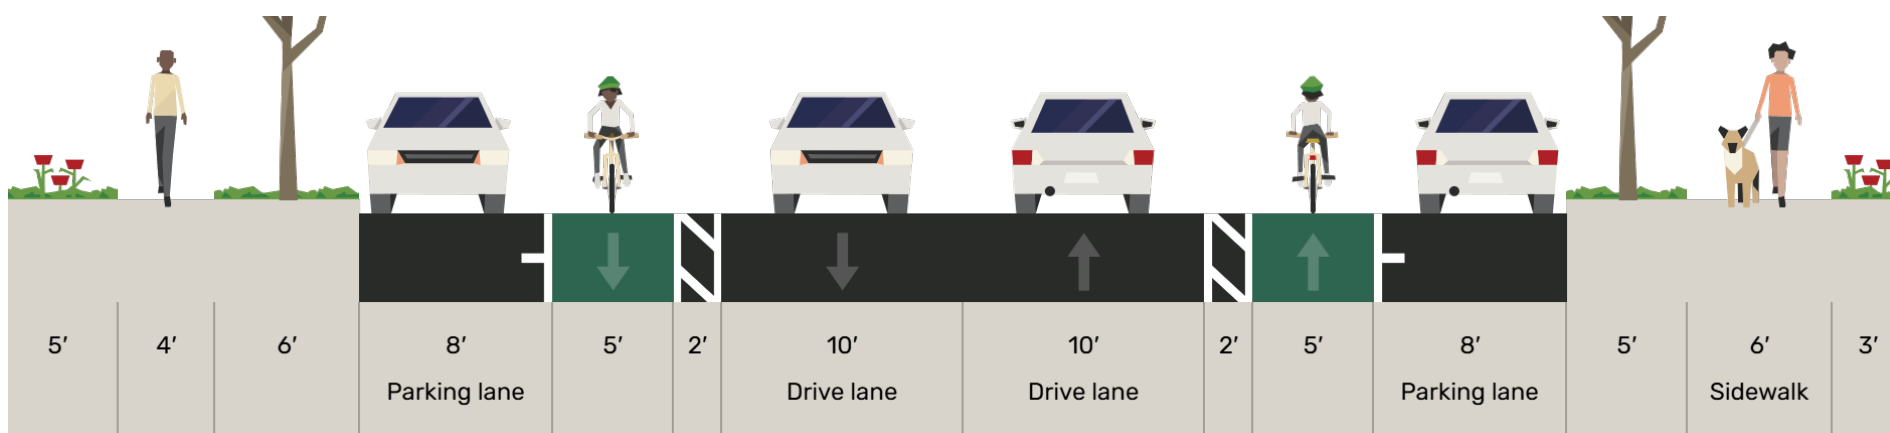 5′ 4′ 6′ 8′ 5′ 2′ 10′ 10′ 2′ 5′ 8′ 5′ 6′ 3′
Parking lane Drive lane Drive lane Parking lane Sidewalk